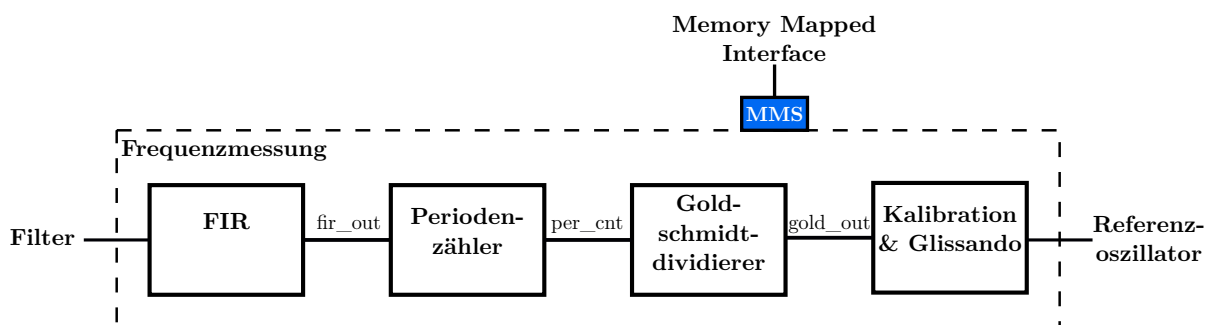 Memory Mapped
Interface
MMS
Frequenzmessung
Filter
FIR
fir_out
Perioden-
zähler
per_cnt
Gold-
schmidt-
dividierer
gold_out
Kalibration
& Glissando
Referenz-
oszillator